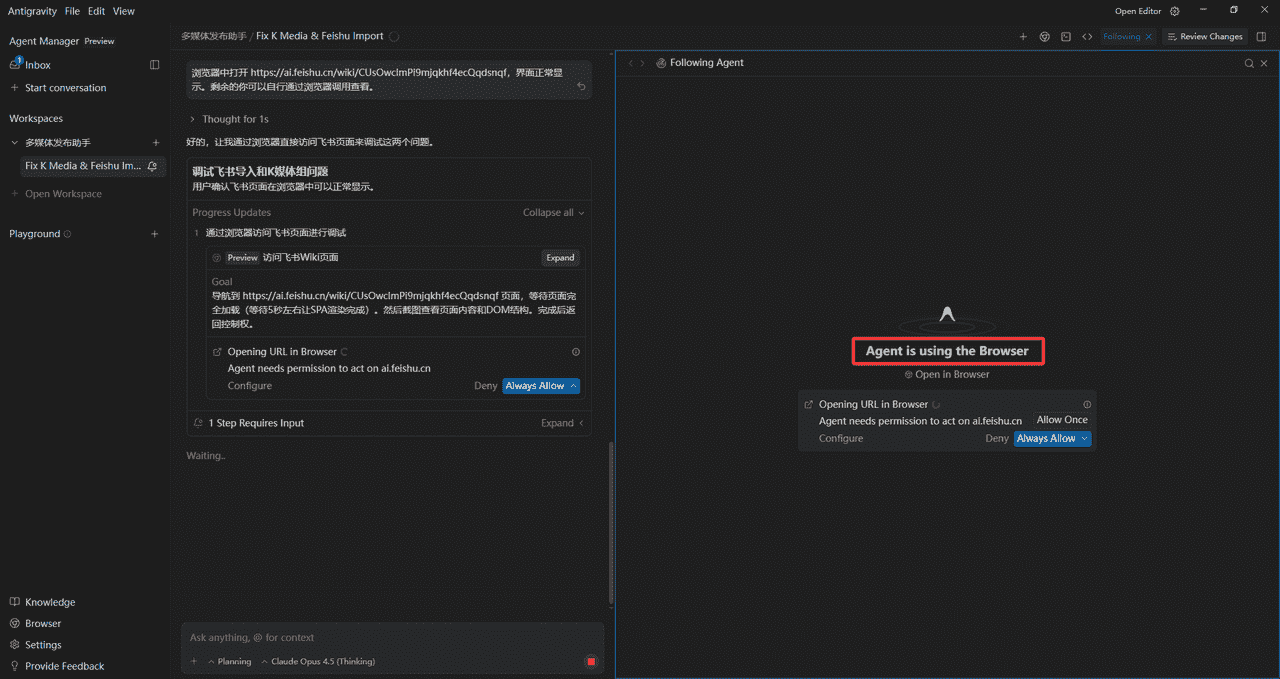 Antigravity File Edit View
Open Editor
Agent Manager Preview
1
Inbox
Start conversation
Workspaces
多媒体发布助手
Fix K Media & Feishu Im...
Open Workspace
Playground
Knowledge
Browser
Settings
Provide Feedback
多媒体发布助手 / Fix K Media & Feishu Import
Following
Review Changes
浏览器中打开 https://ai.feishu.cn/wiki/CUsOwclmPi9mjqkhf4ecQqdsnqf，界面正常显
示。剩余的你可以自行通过浏览器调用查看。
Thought for 1s
好的，让我通过浏览器直接访问飞书页面来调试这两个问题。
调试飞书导入和K媒体组问题
用户确认飞书页面在浏览器中可以正常显示。
Progress Updates
Collapse all
1 通过浏览器访问飞书页面进行调试
Preview 访问飞书Wiki页面
Expand
Goal
导航到 https://ai.feishu.cn/wiki/CUsOwclmPi9mjqkhf4ecQqdsnqf 页面，等待页面完
全加载（等待5秒左右让SPA渲染完成）。然后截图查看页面内容和DOM结构。完成后返
回控制权。
Opening URL in Browser
Agent needs permission to act on ai.feishu.cn
Configure
Deny
Always Allow
1 Step Requires Input
Expand
Waiting..
Ask anything, @ for context
Planning
Claude Opus 4.5 (Thinking)
Following Agent
Agent is using the Browser
Open in Browser
Opening URL in Browser
Agent needs permission to act on ai.feishu.cn
Allow Once
Configure
Deny
Always Allow